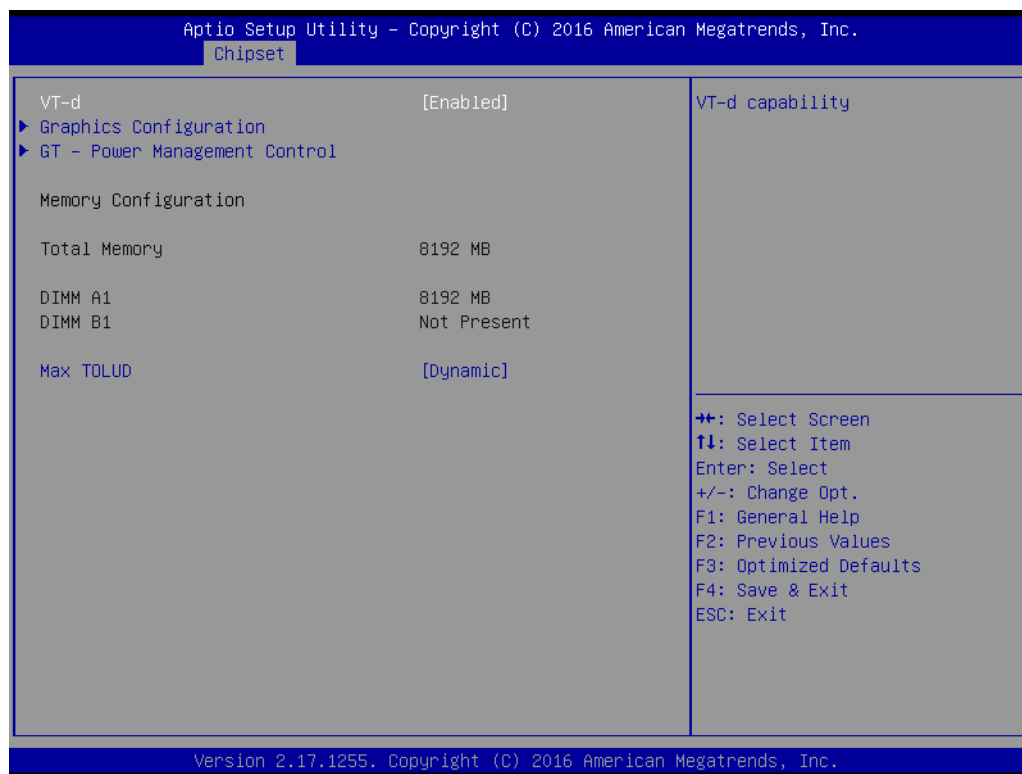 Aptio Setup Utility – Copyright (C) 2016 American Megatrends, Inc.
Chipset
VT-d [Enabled] VT-d capability
▶ Graphics Configuration
▶ GT – Power Management Control
Memory Configuration
Total Memory 8192 MB
DIMM A1 8192 MB
DIMM B1 Not Present
Max TOLUD [Dynamic]
→←: Select Screen
↑↓: Select Item
Enter: Select
+/-: Change Opt.
F1: General Help
F2: Previous Values
F3: Optimized Defaults
F4: Save & Exit
ESC: Exit
Version 2.17.1255. Copyright (C) 2016 American Megatrends, Inc.